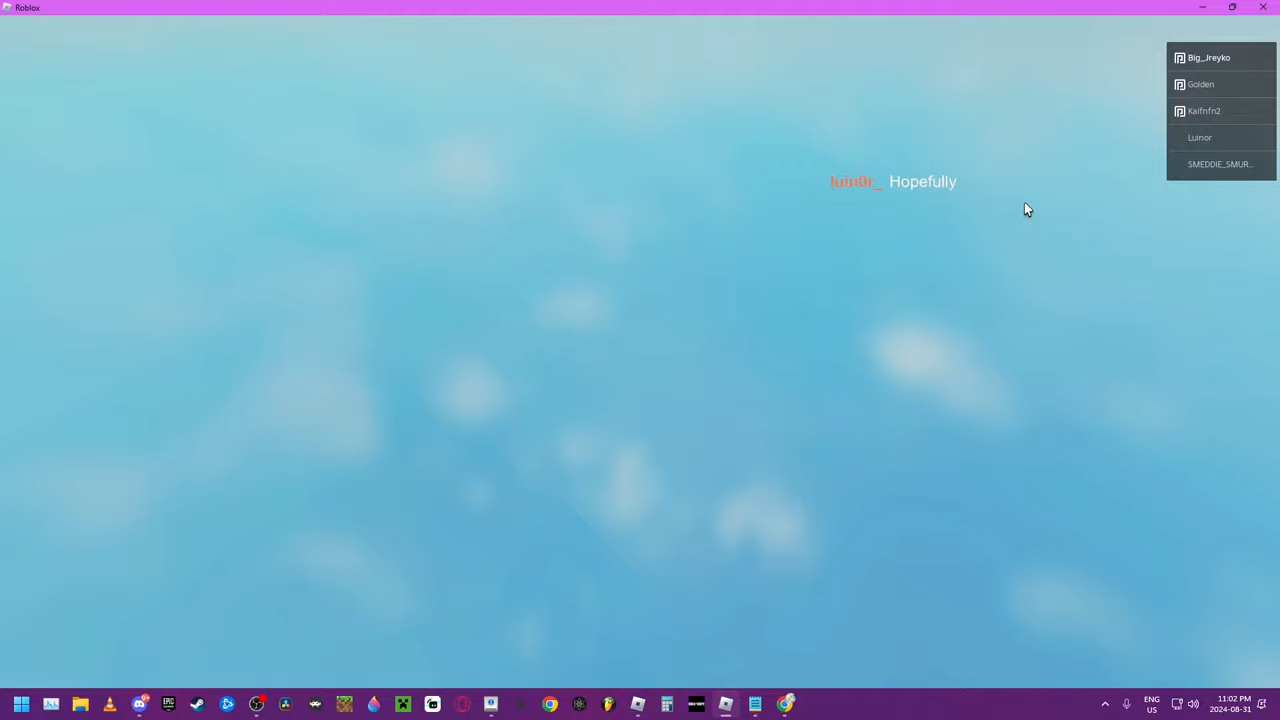 Roblox
Big_Jreyko
Golden
Kaifnfn2
Luinor
SMEDDIE_SMUR...
luin0r_ Hopefully
ENG
US
11:02 PM
2024-08-31